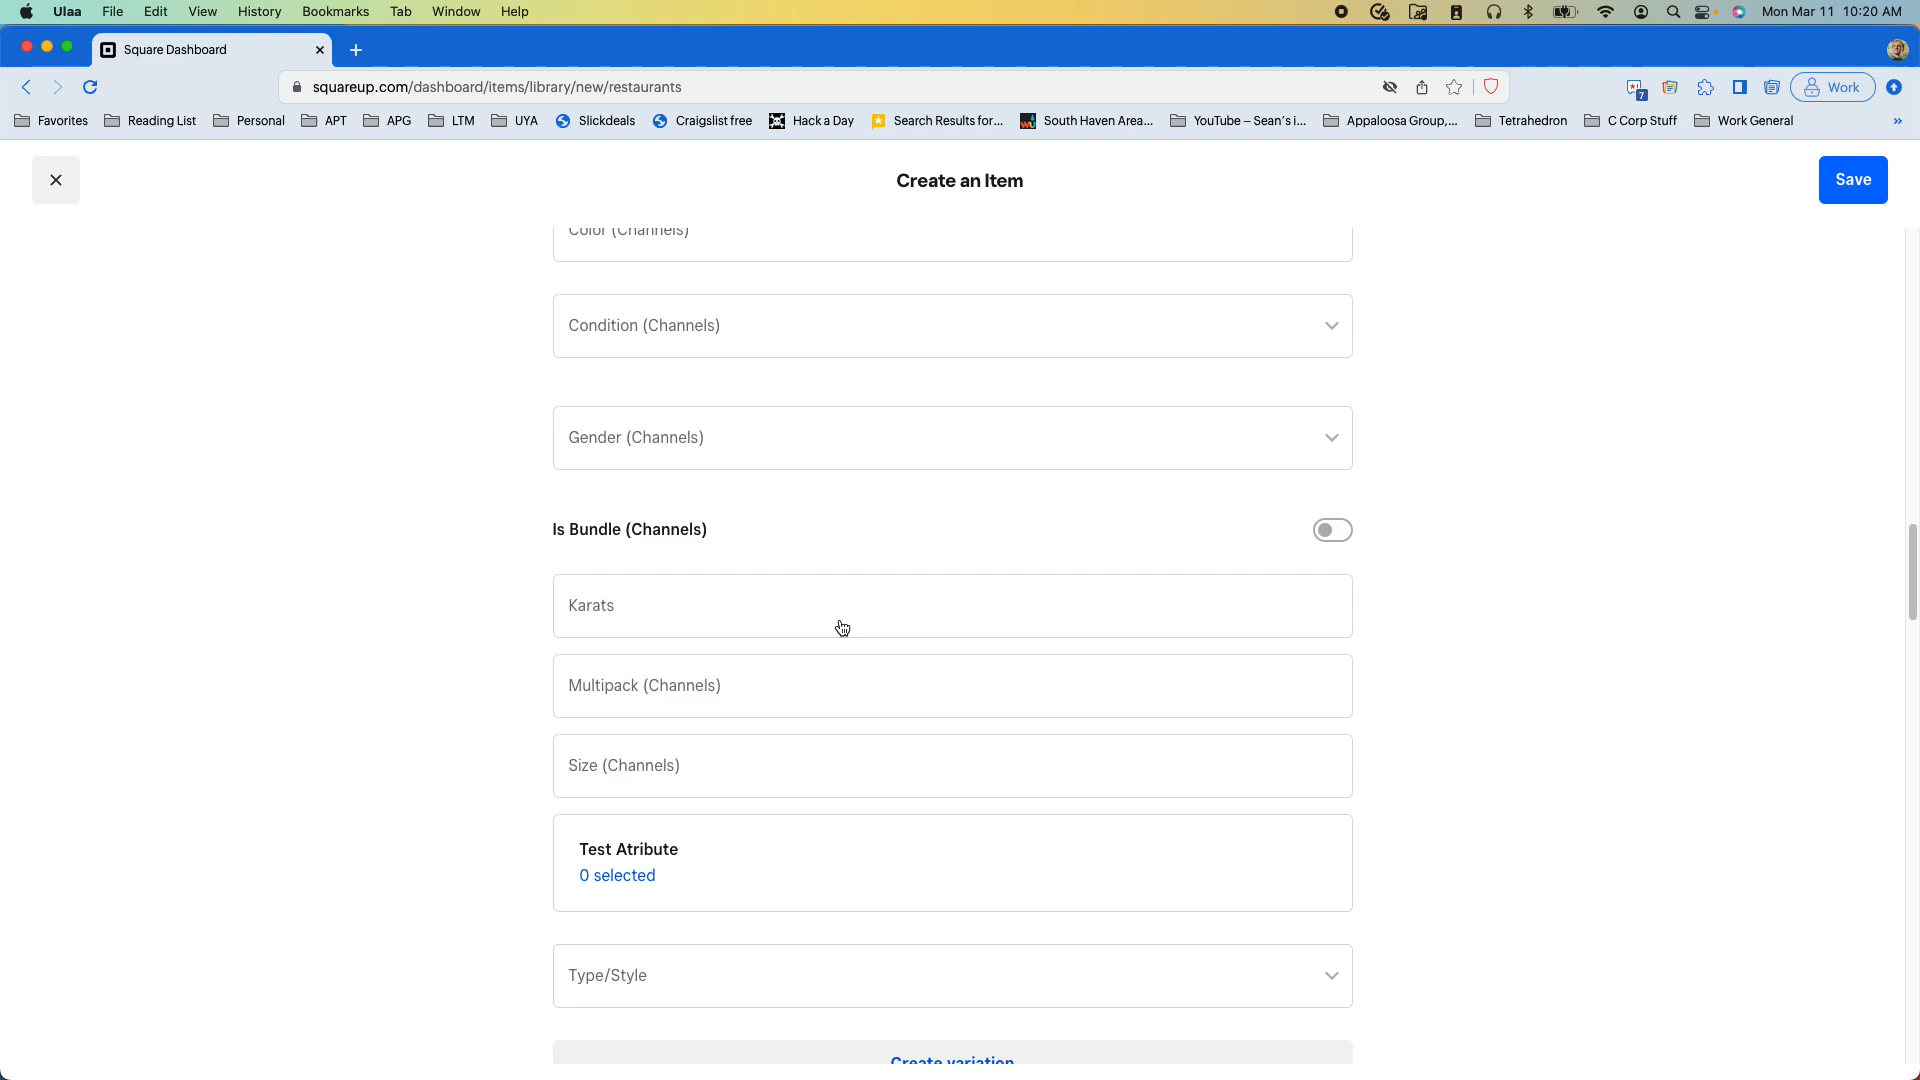 Ulaa File Edit View History Bookmarks Tab Window Help Mon Mar 11 10:20 AM
Square Dashboard
squareup.com/dashboard/items/library/new/restaurants 7 Work
Favorites Reading List Personal APT APG LTM UYA Slickdeals Craigslist free Hack a Day Search Results for... South Haven Area... YouTube – Sean's i... Appaloosa Group,... Tetrahedron C Corp Stuff Work General »
Create an Item
Save
Color (Channels)
Condition (Channels)
Gender (Channels)
Is Bundle (Channels)
Karats
Multipack (Channels)
Size (Channels)
Test Atribute
0 selected
Type/Style
Create variation